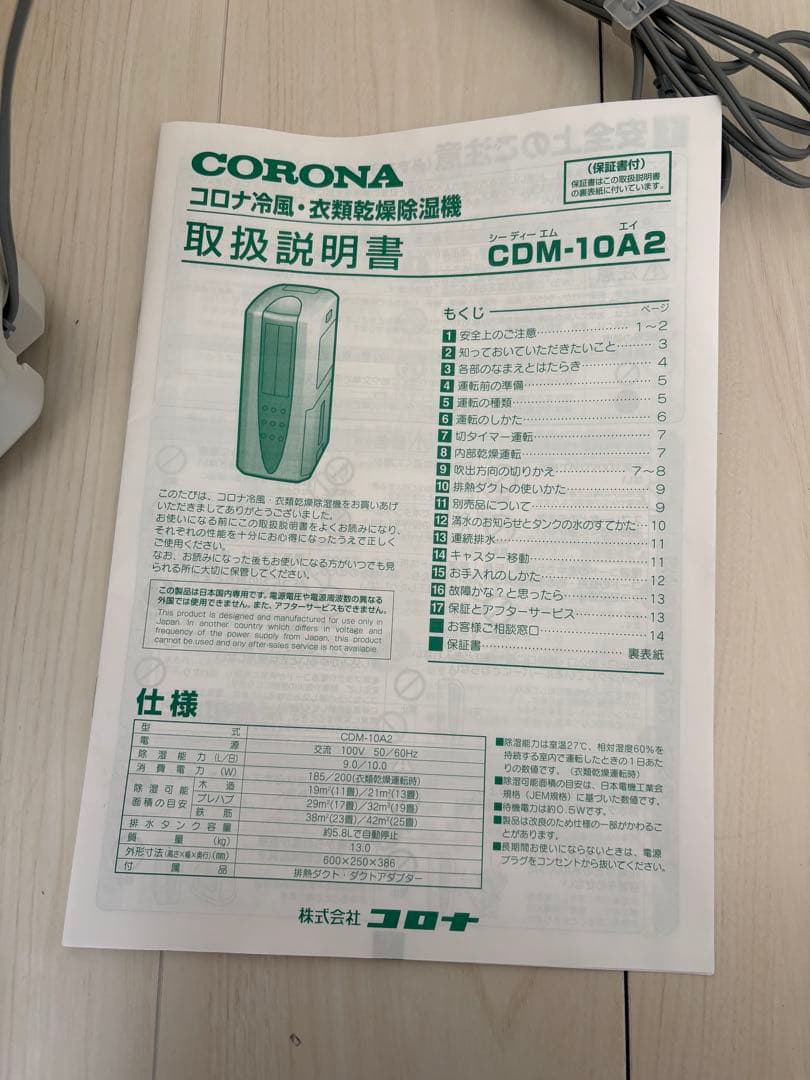 CORONA
コロナ冷風・衣類乾燥除湿機
取扱説明書
(保証書付)
保証書はこの取扱説明書
の裏表紙に付いています。
シー ディー エム エイ
CDM-10A2
もくじ ページ
1 安全上のご注意 1～2
2 知っておいていただきたいこと 3
3 各部のなまえとはたらき 4
4 運転前の準備 5
5 運転の種類 5
6 運転のしかた 6
7 切タイマー運転 7
8 内部乾燥運転 7
9 吹出方向の切りかえ 7～8
10 排熱ダクトの使いかた 9
11 別売品について 9
12 満水のお知らせとタンクの水のすてかた 10
13 連続排水 11
14 キャスター移動 11
15 お手入れのしかた 12
16 故障かな？と思ったら 13
17 保証とアフターサービス 13
お客様ご相談窓口 14
保証書 裏表紙
このたびは、コロナ冷風・衣類乾燥除湿機をお買いあげ
いただきましてありがとうございました。
お使いになる前にこの取扱説明書をよくお読みになり、
それぞれの性能を十分にお心得になったうえで正しく
ご使用ください。
なお、お読みになった後もお使いになる方がいつでも見
られる所に大切に保管してください。
この製品は日本国内専用です。電源電圧や電源周波数の異なる
外国では使用できません。また、アフターサービスもできません。
This product is designed and manufactured for use only in
Japan. In another country which differs in voltage and
frequency of the power supply from Japan, this product
cannot be used and any after-sales service is not available.
仕様
型式 CDM-10A2
電源 交流 100V 50/60Hz
除湿能力(L/日) 9.0/10.0
消費電力(W) 185/200(衣類乾燥運転時)
除湿可能面積の目安 木造 19m²(11畳)/21m²(13畳)
プレハブ 29m²(17畳)/32m²(19畳)
鉄筋 38m²(23畳)/42m²(25畳)
排水タンク容量 約5.8Lで自動停止
質量(kg) 13.0
外形寸法(高さ×幅×奥行)(mm) 600×250×386
付属品 排熱ダクト・ダクトアダプター
■除湿能力は室温27℃、相対湿度60％を
持続する室内で運転したときの1日あた
りの数値です。(衣類乾燥運転時)
■除湿可能面積の目安は、日本電機工業会
規格(JEM規格)に基づいた数値です。
■待機電力は約0.5Wです。
■製品は改良のため仕様の一部がかわるこ
とがあります。
■長期間お使いにならないときは、電源
プラグをコンセントから抜いてください。
株式会社 コロナ